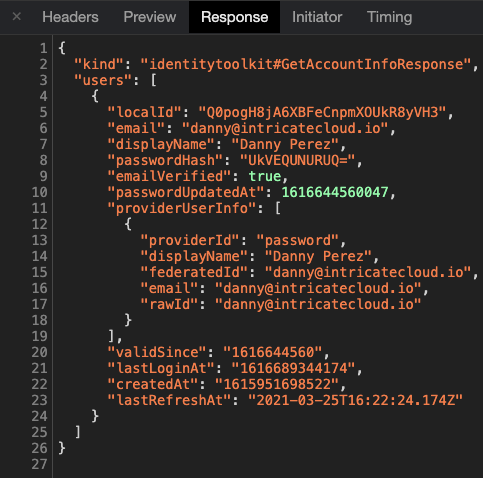 × Headers Preview Response Initiator Timing
1 {
2 "kind": "identitytoolkit#GetAccountInfoResponse",
3 "users": [
4 {
5 "localId": "Q0pogH8jA6XBFeCnpmXOUkR8yVH3",
6 "email": "danny@intricatecloud.io",
7 "displayName": "Danny Perez",
8 "passwordHash": "UkVEQUNURUQ=",
9 "emailVerified": true,
10 "passwordUpdatedAt": 1616644560047,
11 "providerUserInfo": [
12 {
13 "providerId": "password",
14 "displayName": "Danny Perez",
15 "federatedId": "danny@intricatecloud.io",
16 "email": "danny@intricatecloud.io",
17 "rawId": "danny@intricatecloud.io"
18 }
19 ],
20 "validSince": "1616644560",
21 "lastLoginAt": "1616689344174",
22 "createdAt": "1615951698522",
23 "lastRefreshAt": "2021-03-25T16:22:24.174Z"
24 }
25 ]
26 }
27